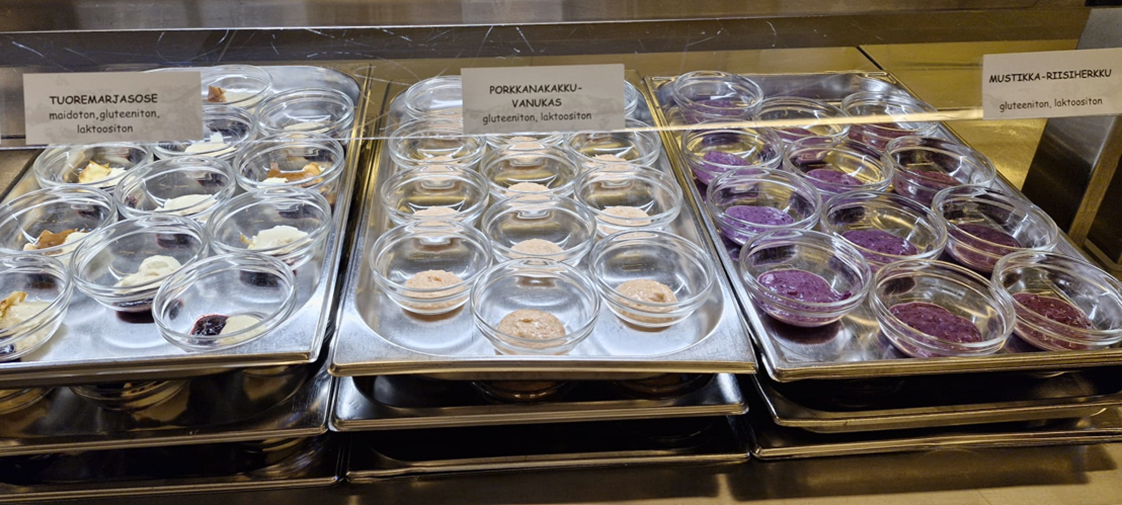 TUOREMARJASOSE
maidoton, gluteeniton,
laktoositon
PORKKANAKAKKU-
VANUKAS
gluteeniton, laktoositon
MUSTIKKA-RIISIHERKKU
gluteeniton, laktoositon